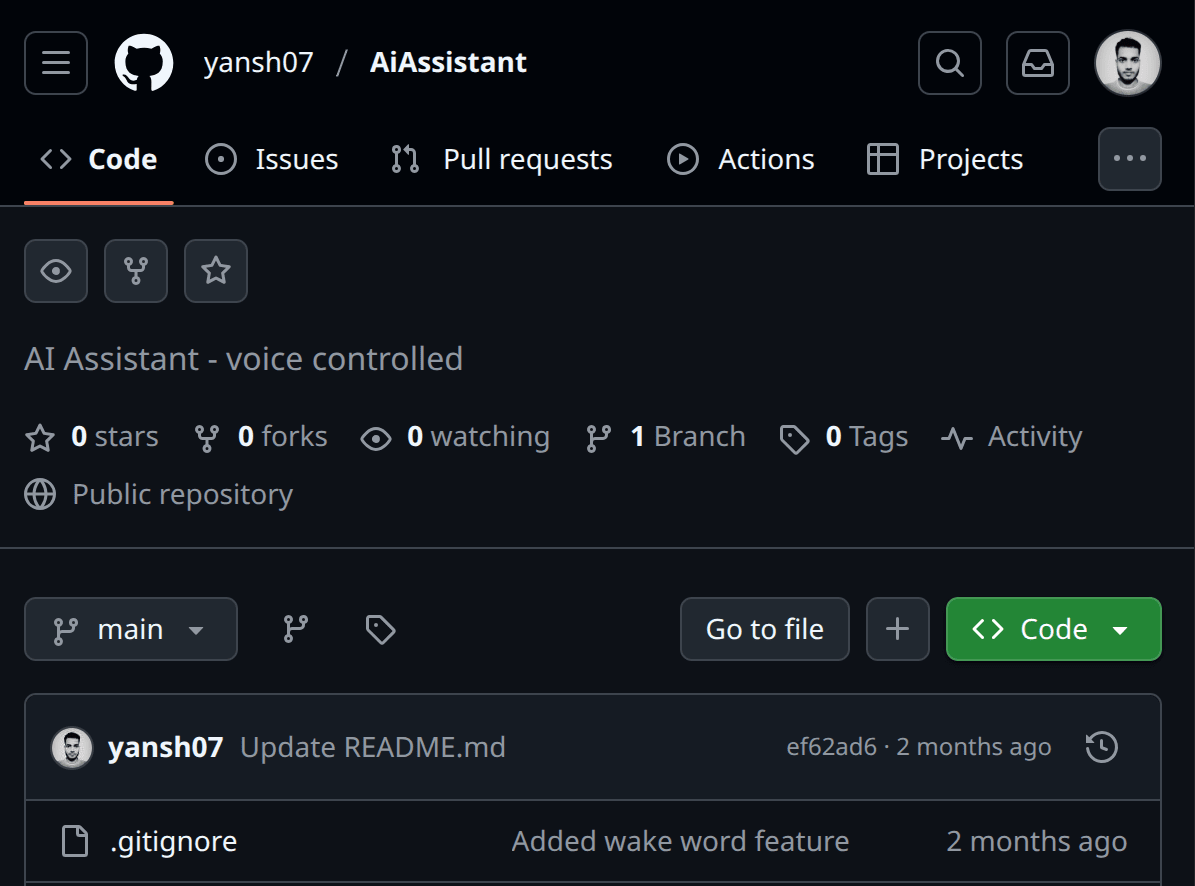 yansh07 / AiAssistant
Code Issues Pull requests Actions Projects
AI Assistant - voice controlled
0 stars 0 forks 0 watching 1 Branch 0 Tags Activity
Public repository
main Go to file Code
yansh07 Update README.md ef62ad6 · 2 months ago
.gitignore Added wake word feature 2 months ago